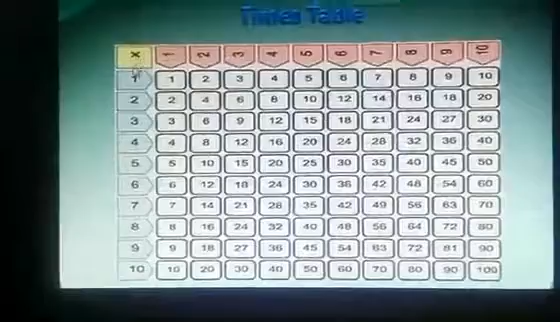 Times Table
X 1 2 3 4 5 6 7 8 9 10
1 1 2 3 4 5 6 7 8 9 10
2 2 4 6 8 10 12 14 16 18 20
3 3 6 9 12 15 18 21 24 27 30
4 4 8 12 16 20 24 28 32 36 40
5 5 10 15 20 25 30 35 40 45 50
6 6 12 18 24 30 36 42 48 54 60
7 7 14 21 28 35 42 49 56 63 70
8 8 16 24 32 40 48 56 64 72 80
9 9 18 27 36 45 54 63 72 81 90
10 10 20 30 40 50 60 70 80 90 100